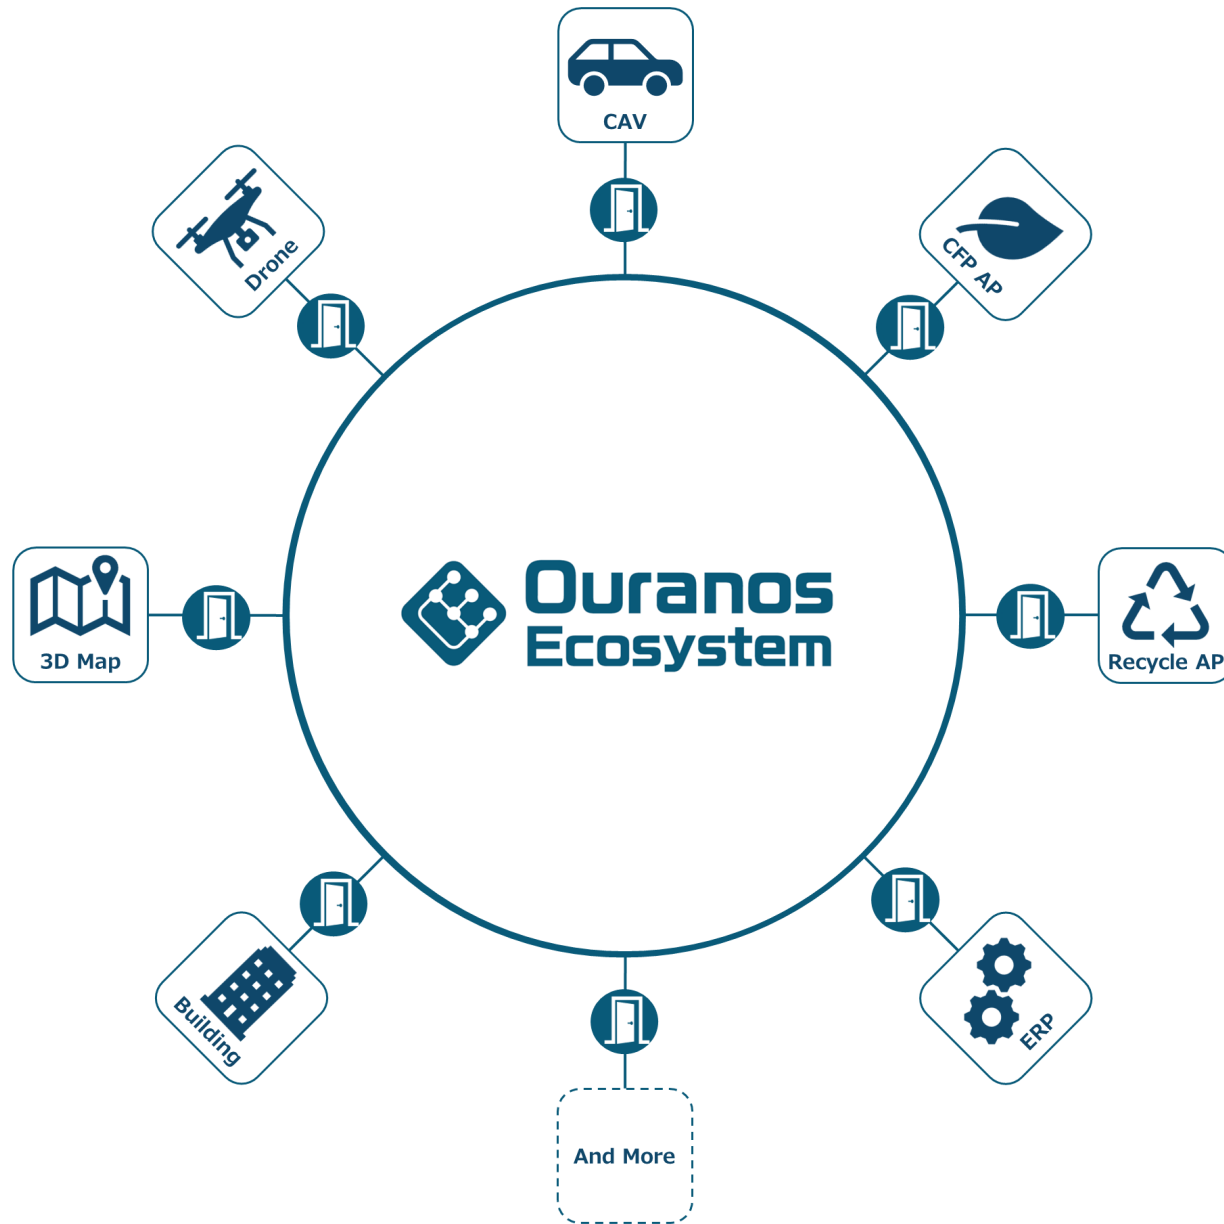 CAV
Drone
CFP AP
Ouranos
Ecosystem
3D Map
Recycle AP
Building
ERP
And More